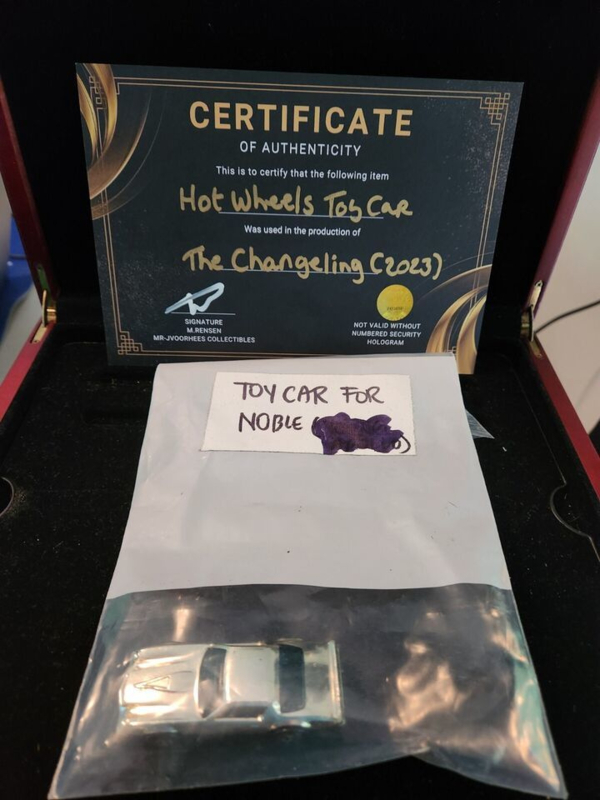 CERTIFICATE
OF AUTHENTICITY
This is to certify that the following item
Hot Wheels Toy Car
Was used in the production of
The Changeling (2023)
SIGNATURE
M.RENSEN
MR-JVOORHEES COLLECTIBLES
NOT VALID WITHOUT
NUMBERED SECURITY
HOLOGRAM
TOY CAR FOR
NOBLE